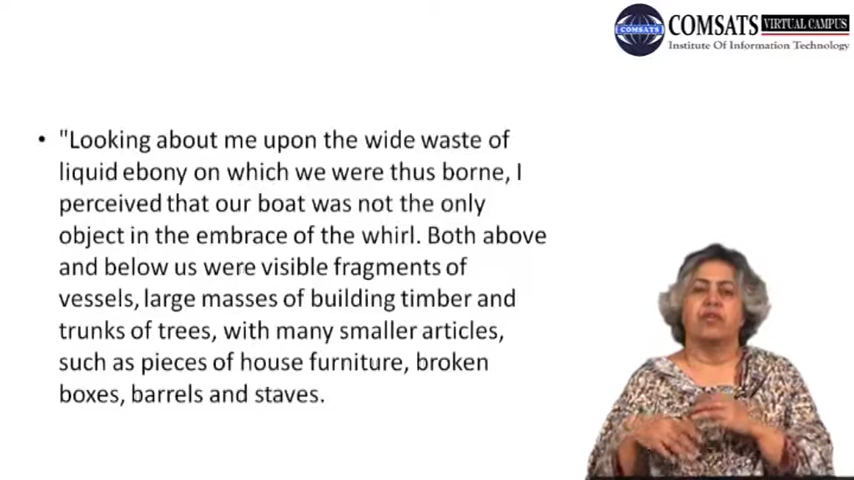 COMSATS VIRTUAL CAMPUS
COMSATS
Institute Of Information Technology
• "Looking about me upon the wide waste of
liquid ebony on which we were thus borne, I
perceived that our boat was not the only
object in the embrace of the whirl. Both above
and below us were visible fragments of
vessels, large masses of building timber and
trunks of trees, with many smaller articles,
such as pieces of house furniture, broken
boxes, barrels and staves.